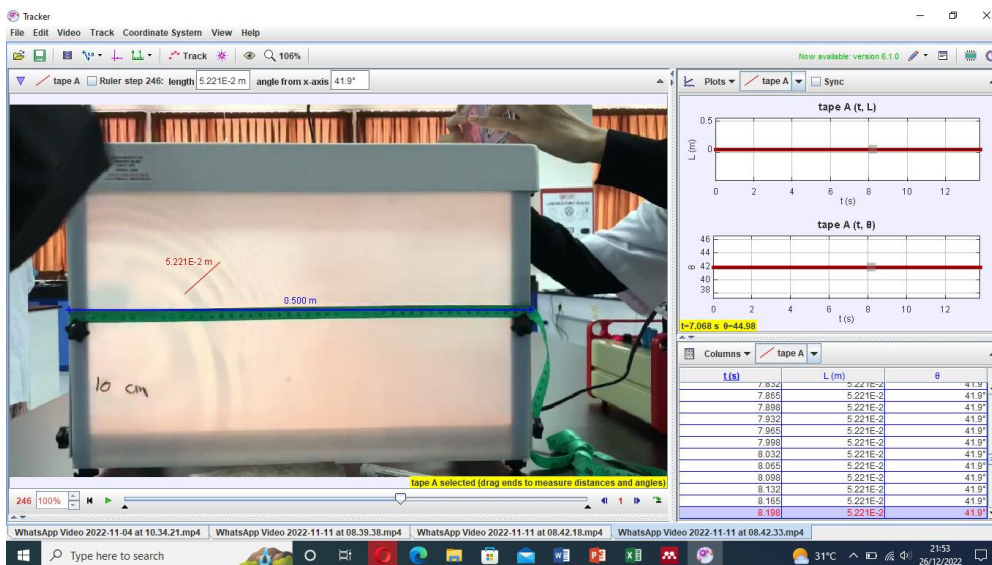 Tracker
File Edit Video Track Coordinate System View Help
Track 106% Now available: version 6.1.0
tape A Ruler step 246: length 5.221E-2 m angle from x-axis 41.9°
Plots tape A Sync
LABORATORY RULES
5.221E-2 m
0.500 m
10 cm
tape A selected (drag ends to measure distances and angles)
246 100% 1
tape A (t, L)
0.5
0
L (m)
0 2 4 6 8 10 12
t (s)
tape A (t, θ)
46
44
42
40
38
θ
0 2 4 6 8 10 12
t (s)
t=7.068 s θ=44.98
Columns tape A
t (s) L (m) θ
7.832 5.221E-2 41.9°
7.865 5.221E-2 41.9°
7.898 5.221E-2 41.9°
7.932 5.221E-2 41.9°
7.965 5.221E-2 41.9°
7.998 5.221E-2 41.9°
8.032 5.221E-2 41.9°
8.065 5.221E-2 41.9°
8.098 5.221E-2 41.9°
8.132 5.221E-2 41.9°
8.165 5.221E-2 41.9°
8.198 5.221E-2 41.9°
WhatsApp Video 2022-11-04 at 10.34.21.mp4 WhatsApp Video 2022-11-11 at 08.39.38.mp4 WhatsApp Video 2022-11-11 at 08.42.18.mp4 WhatsApp Video 2022-11-11 at 08.42.33.mp4
Type here to search 31°C 21:53
26/12/2022